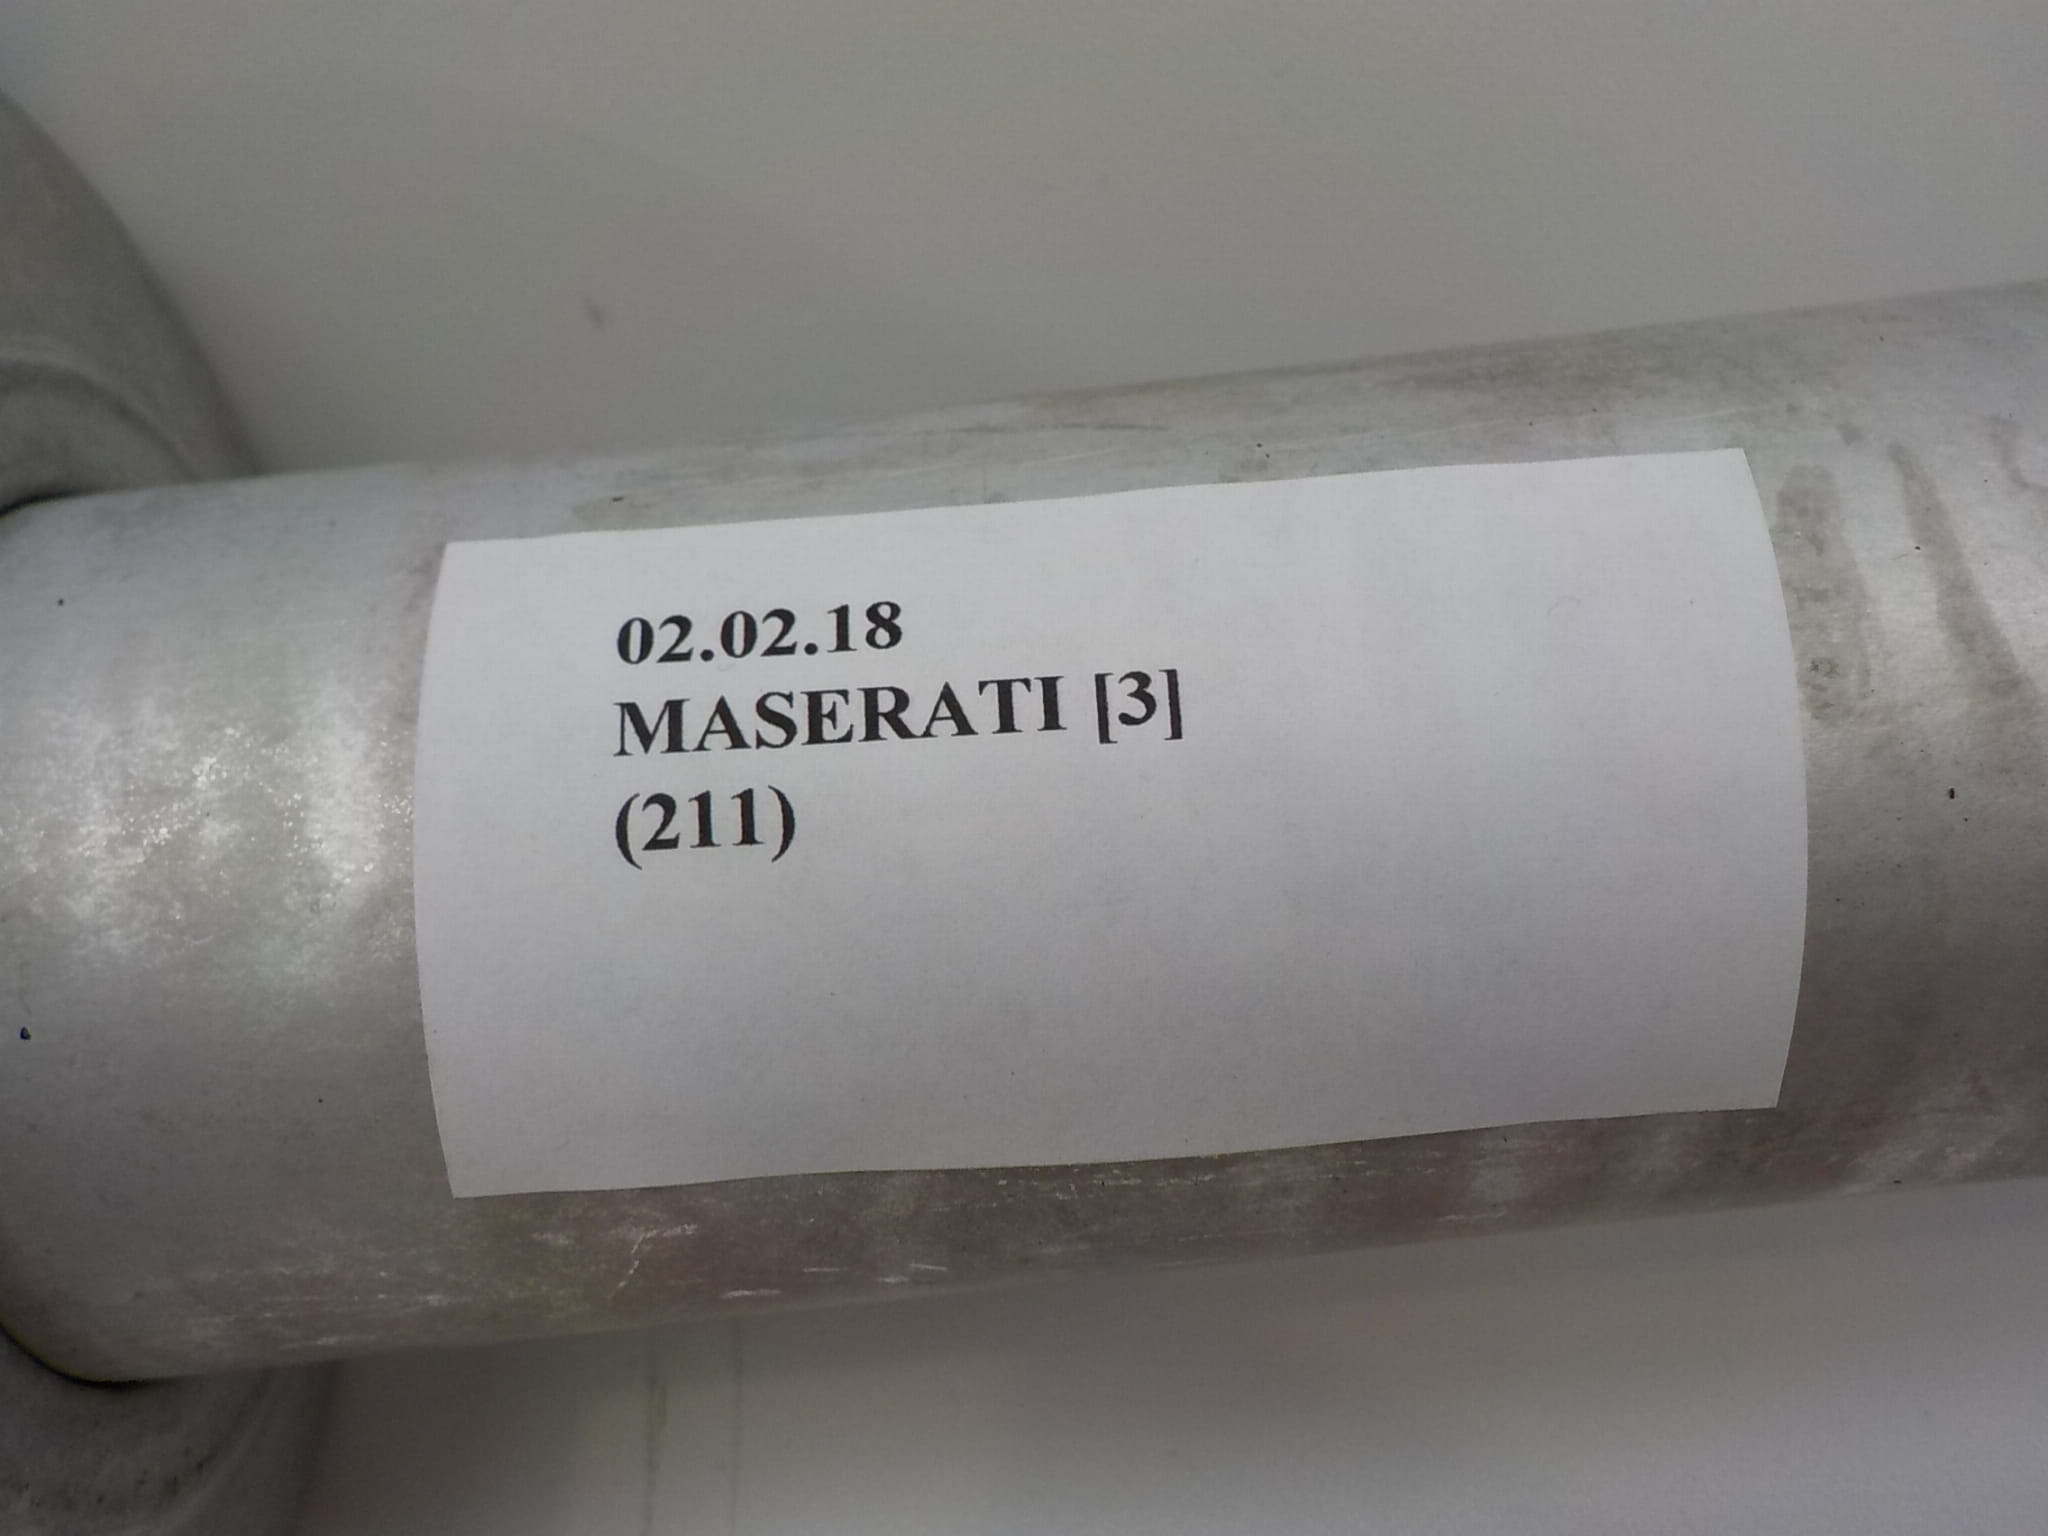 02.02.18
MASERATI [3]
(211)